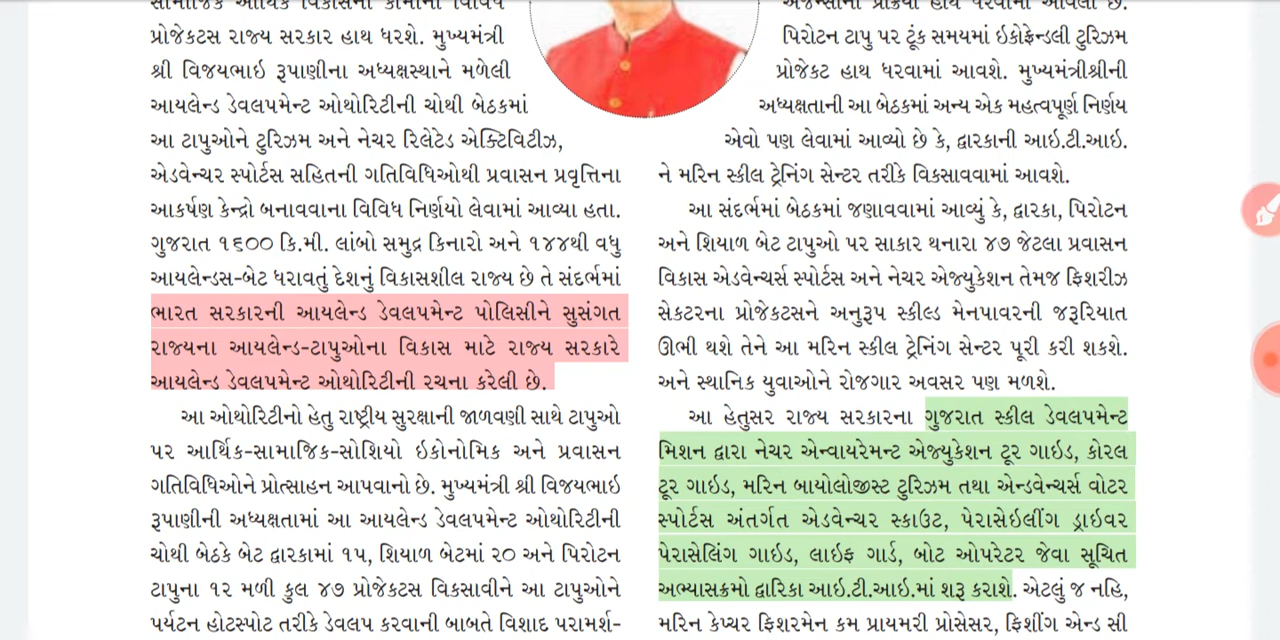 સામાજિક આર્થિક વિકાસના કામોના વિવિધ
પ્રોજેક્ટસ રાજ્ય સરકાર હાથ ધરશે. મુખ્યમંત્રી
શ્રી વિજયભાઇ રૂપાણીના અધ્યક્ષસ્થાને મળેલી
આયલેન્ડ ડેવલપમેન્ટ ઓથોરિટીની ચોથી બેઠકમાં
આ ટાપુઓને ટુરિઝમ અને નેચર રિલેટેડ એક્ટિવિટીઝ,
એડવેન્ચર સ્પોર્ટસ સહિતની ગતિવિધિઓથી પ્રવાસન પ્રવૃત્તિના
આકર્ષણ કેન્દ્રો બનાવવાના વિવિધ નિર્ણયો લેવામાં આવ્યા હતા.
ગુજરાત ૧૬૦૦ કિ.મી. લાંબો સમુદ્ર કિનારો અને ૧૪૪થી વધુ
આયલેન્ડસ-બેટ ધરાવતું દેશનું વિકાસશીલ રાજ્ય છે તે સંદર્ભમાં
ભારત સરકારની આયલેન્ડ ડેવલપમેન્ટ પોલિસીને સુસંગત
રાજ્યના આયલેન્ડ-ટાપુઓના વિકાસ માટે રાજ્ય સરકારે
આયલેન્ડ ડેવલપમેન્ટ ઓથોરિટીની રચના કરેલી છે.
આ ઓથોરિટીનો હેતુ રાષ્ટ્રીય સુરક્ષાની જાળવણી સાથે ટાપુઓ
પર આર્થિક-સામાજિક-સોશિયો ઇકોનોમિક અને પ્રવાસન
ગતિવિધિઓને પ્રોત્સાહન આપવાનો છે. મુખ્યમંત્રી શ્રી વિજયભાઇ
રૂપાણીની અધ્યક્ષતામાં આ આયલેન્ડ ડેવલપમેન્ટ ઓથોરિટીની
ચોથી બેઠકે બેટ દ્વારકામાં ૧૫, શિયાળ બેટમાં ૨૦ અને પિરોટન
ટાપુના ૧૨ મળી કુલ ૪૭ પ્રોજેક્ટસ વિકસાવીને આ ટાપુઓને
પર્યટન હોટસ્પોટ તરીકે ડેવલપ કરવાની બાબતે વિશાદ પરામર્શ-
પ્રક્રિયા હાથ ધરવામાં આવેલી છે.
પિરોટન ટાપુ પર ટૂંક સમયમાં ઇકોફ્રેન્ડલી ટુરિઝમ
પ્રોજેક્ટ હાથ ધરવામાં આવશે. મુખ્યમંત્રીશ્રીની
અધ્યક્ષતાની આ બેઠકમાં અન્ય એક મહત્વપૂર્ણ નિર્ણય
એવો પણ લેવામાં આવ્યો છે કે, દ્વારકાની આઇ.ટી.આઇ.
ને મરિન સ્કીલ ટ્રેનિંગ સેન્ટર તરીકે વિકસાવવામાં આવશે.
આ સંદર્ભમાં બેઠકમાં જણાવવામાં આવ્યું કે, દ્વારકા, પિરોટન
અને શિયાળ બેટ ટાપુઓ પર સાકાર થનારા ૪૭ જેટલા પ્રવાસન
વિકાસ એડવેન્ચર્સ સ્પોર્ટસ અને નેચર એજ્યુકેશન તેમજ ફિશરીઝ
સેક્ટરના પ્રોજેક્ટસને અનુરૂપ સ્કીલ્ડ મેનપાવરની જરૂરિયાત
ઊભી થશે તેને આ મરિન સ્કીલ ટ્રેનિંગ સેન્ટર પૂરી કરી શકશે.
અને સ્થાનિક યુવાઓને રોજગાર અવસર પણ મળશે.
આ હેતુસર રાજ્ય સરકારના ગુજરાત સ્કીલ ડેવલપમેન્ટ
મિશન દ્વારા નેચર એન્વાયરેમન્ટ એજ્યુકેશન ટૂર ગાઇડ, કોરલ
ટૂર ગાઇડ, મરિન બાયોલોજીસ્ટ ટુરિઝમ તથા એન્ડવેન્ચર્સ વોટર
સ્પોર્ટસ અંતર્ગત એડવેન્ચર સ્કાઉટ, પેરાસેઇલીંગ ડ્રાઇવર
પેરાસેલિંગ ગાઇડ, લાઇફ ગાર્ડ, બોટ ઓપરેટર જેવા સૂચિત
અભ્યાસક્રમો દ્વારિકા આઇ.ટી.આઇ.માં શરૂ કરાશે. એટલું જ નહિ,
મરિન કેપ્ચર ફિશરમેન કમ પ્રાયમરી પ્રોસેસર, ફિશીંગ એન્ડ સી